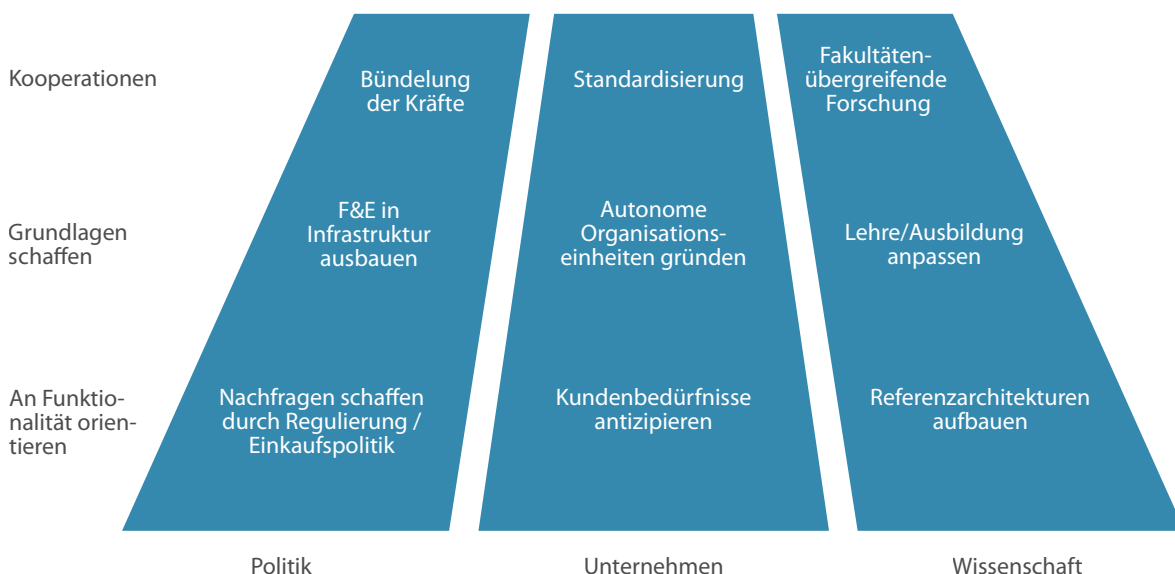 Kooperationen
Bündelung
der Kräfte
Standardisierung
Fakultäten-
übergreifende
Forschung
Grundlagen
schaffen
F&E in
Infrastruktur
ausbauen
Autonome
Organisations-
einheiten gründen
Lehre/Ausbildung
anpassen
An Funktio-
nalität orien-
tieren
Nachfragen schaffen
durch Regulierung /
Einkaufspolitik
Kundenbedürfnisse
antizipieren
Referenzarchitekturen
aufbauen
Politik
Unternehmen
Wissenschaft